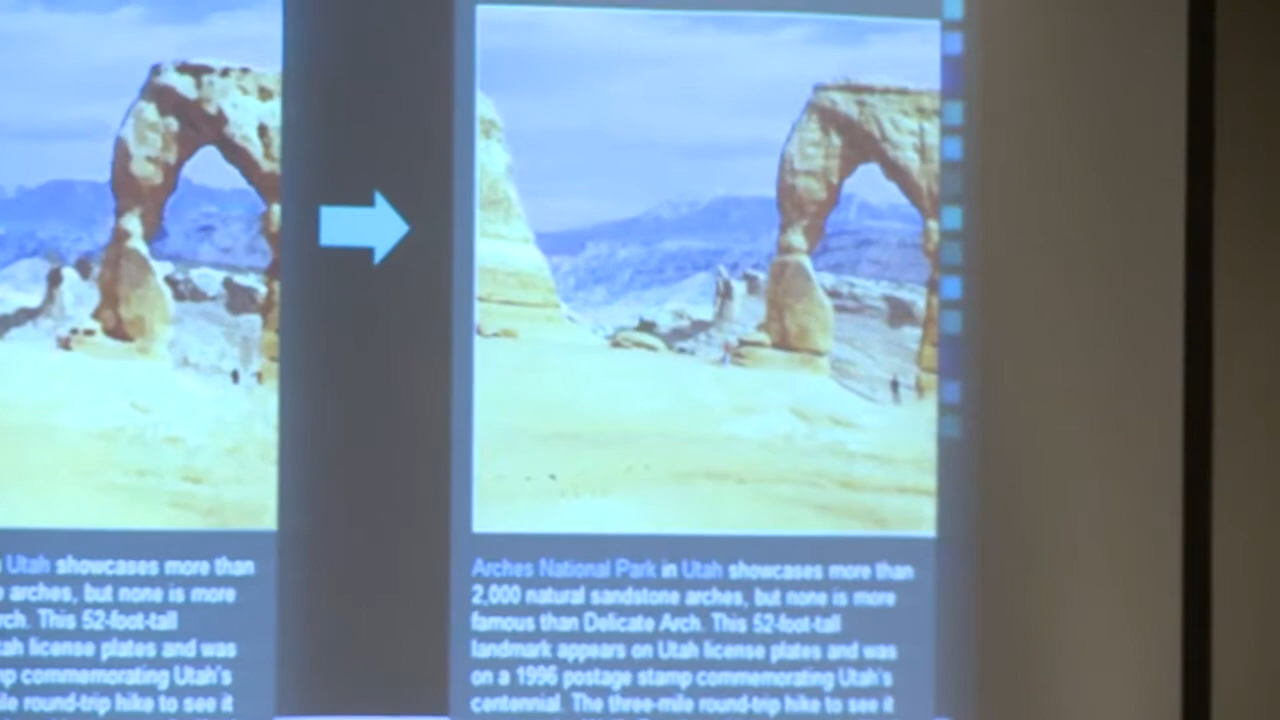 Utah showcases more than
arches, but none is more
rch. This 52-foot-tall
tah license plates and was
mp commemorating Utah's
ile round-trip hike to see it
Arches National Park in Utah showcases more than
2,000 natural sandstone arches, but none is more
famous than Delicate Arch. This 52-foot-tall
landmark appears on Utah license plates and was
on a 1996 postage stamp commemorating Utah's
centennial. The three-mile round-trip hike to see it